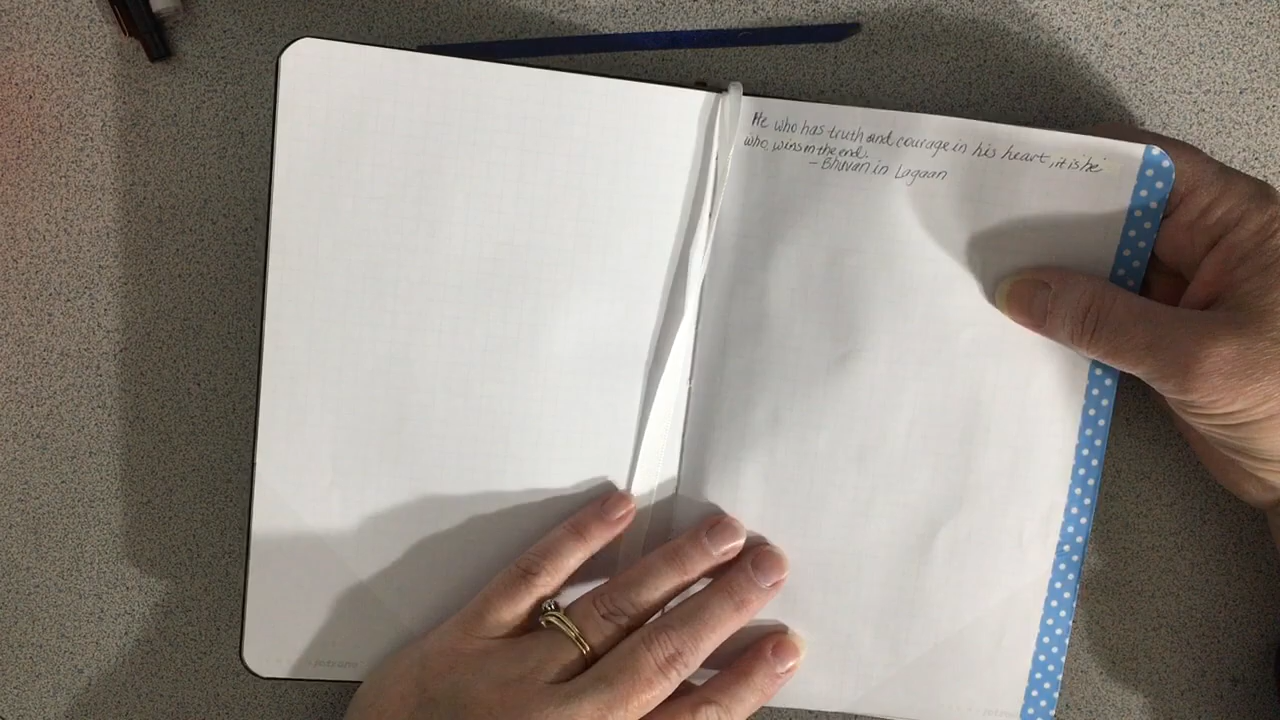 He who has truth and courage in his heart, it is he
who wins in the end.
- Bhuvan in Lagaan